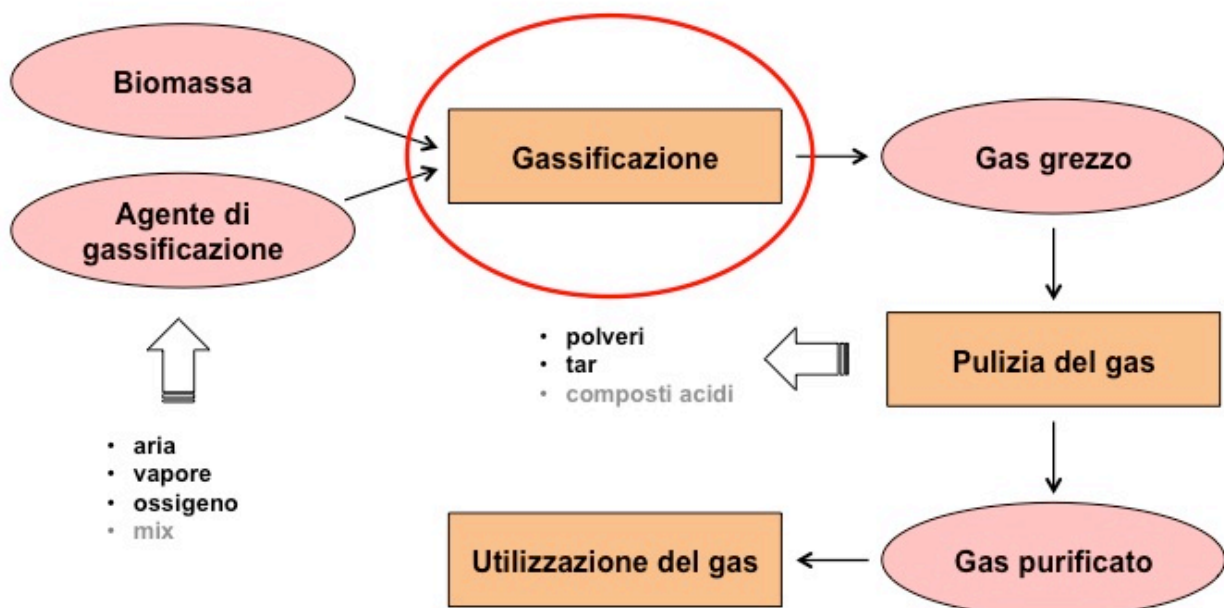 Biomassa
Gassificazione
Gas grezzo
Agente di
gassificazione
• polveri
• tar
• composti acidi
Pulizia del gas
• aria
• vapore
• ossigeno
• mix
Utilizzazione del gas
Gas purificato